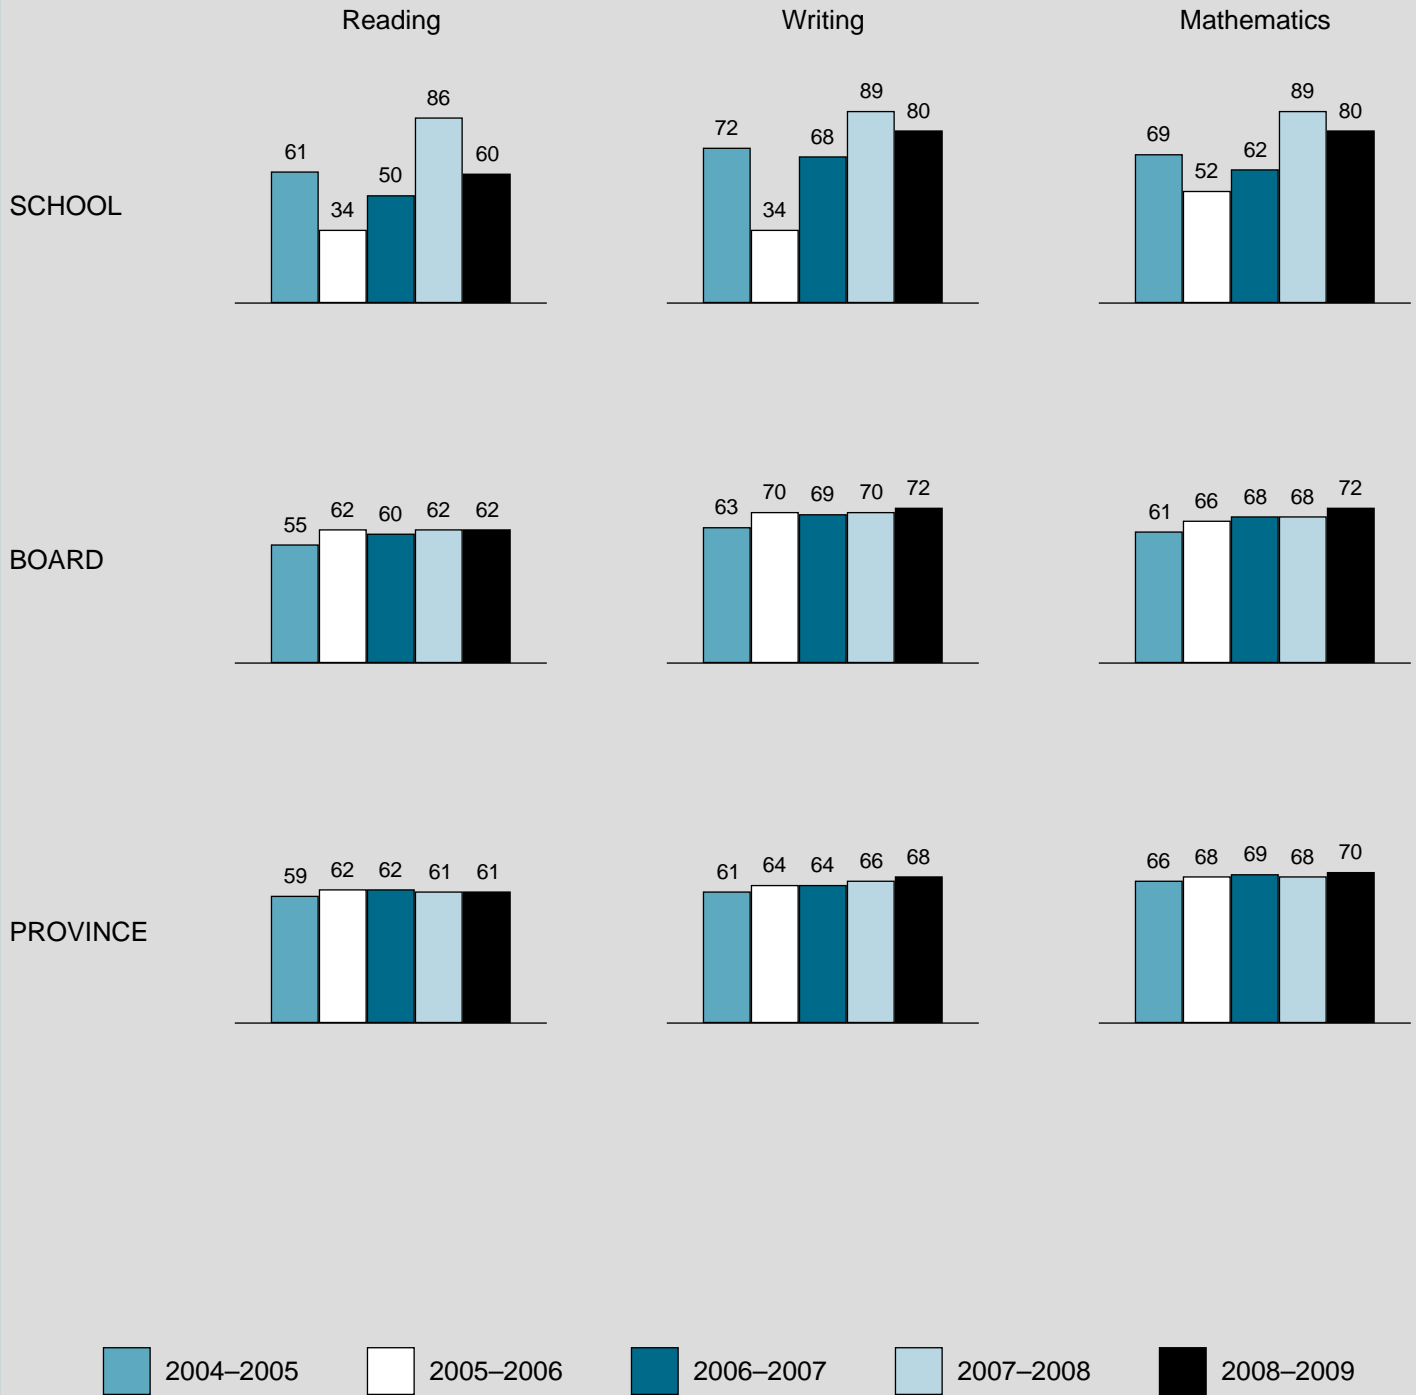 Reading Writing Mathematics
SCHOOL
61 34 50 86 60
72 34 68 89 80
69 52 62 89 80
BOARD
55 62 60 62 62
63 70 69 70 72
61 66 68 68 72
PROVINCE
59 62 62 61 61
61 64 64 66 68
66 68 69 68 70
2004–2005 2005–2006 2006–2007 2007–2008 2008–2009